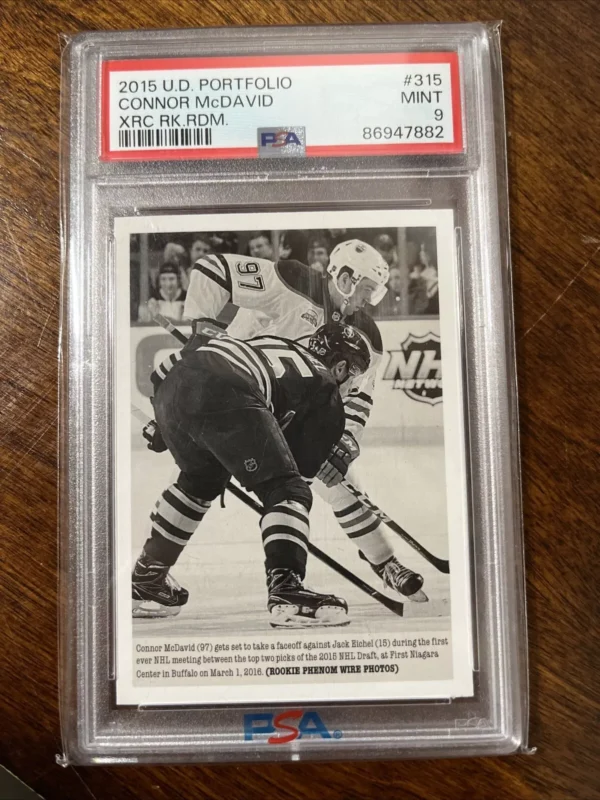 2015 U.D. PORTFOLIO #315
CONNOR McDAVID MINT
XRC RK.RDM. 9
PSA 86947882
97
NHL
NETWORK
15
Connor McDavid (97) gets set to take a faceoff against Jack Eichel (15) during the first
ever NHL meeting between the top two picks of the 2015 NHL Draft, at First Niagara
Center in Buffalo on March 1, 2016. (ROOKIE PHENOM WIRE PHOTOS)
PSA